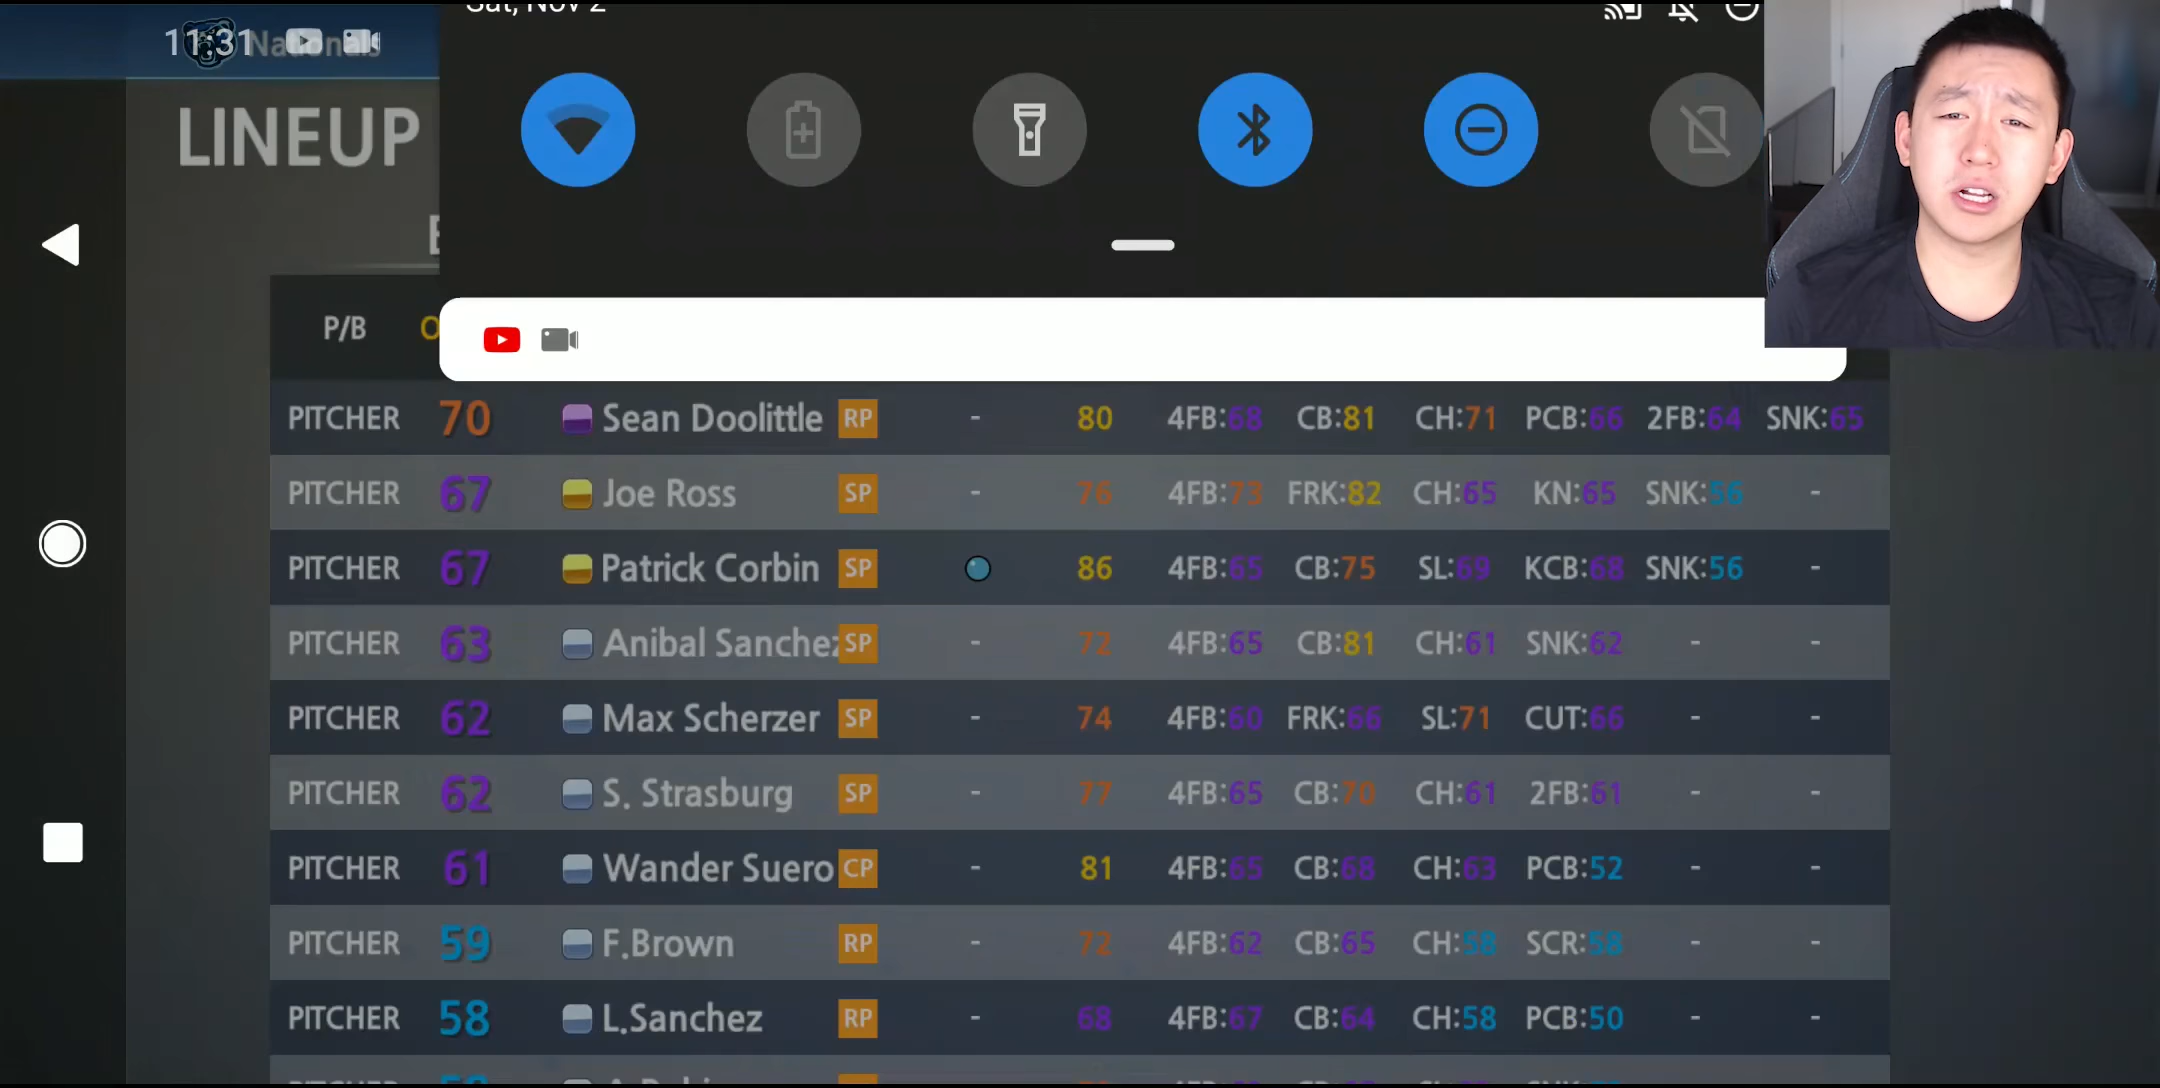 Sat, Nov 2
11:31 Nationals
LINEUP
P/B
PITCHER 70 Sean Doolittle RP - 80 4FB:68 CB:81 CH:71 PCB:66 2FB:64 SNK:65
PITCHER 67 Joe Ross SP - 76 4FB:73 FRK:82 CH:65 KN:65 SNK:56 -
PITCHER 67 Patrick Corbin SP 86 4FB:65 CB:75 SL:69 KCB:68 SNK:56 -
PITCHER 63 Anibal Sanchez SP - 72 4FB:65 CB:81 CH:61 SNK:62 - -
PITCHER 62 Max Scherzer SP - 74 4FB:60 FRK:66 SL:71 CUT:66 - -
PITCHER 62 S. Strasburg SP - 77 4FB:65 CB:70 CH:61 2FB:61 - -
PITCHER 61 Wander Suero CP - 81 4FB:65 CB:68 CH:63 PCB:52 - -
PITCHER 59 F.Brown RP - 72 4FB:62 CB:65 CH:58 SCR:58 - -
PITCHER 58 L.Sanchez RP - 68 4FB:67 CB:64 CH:58 PCB:50 - -